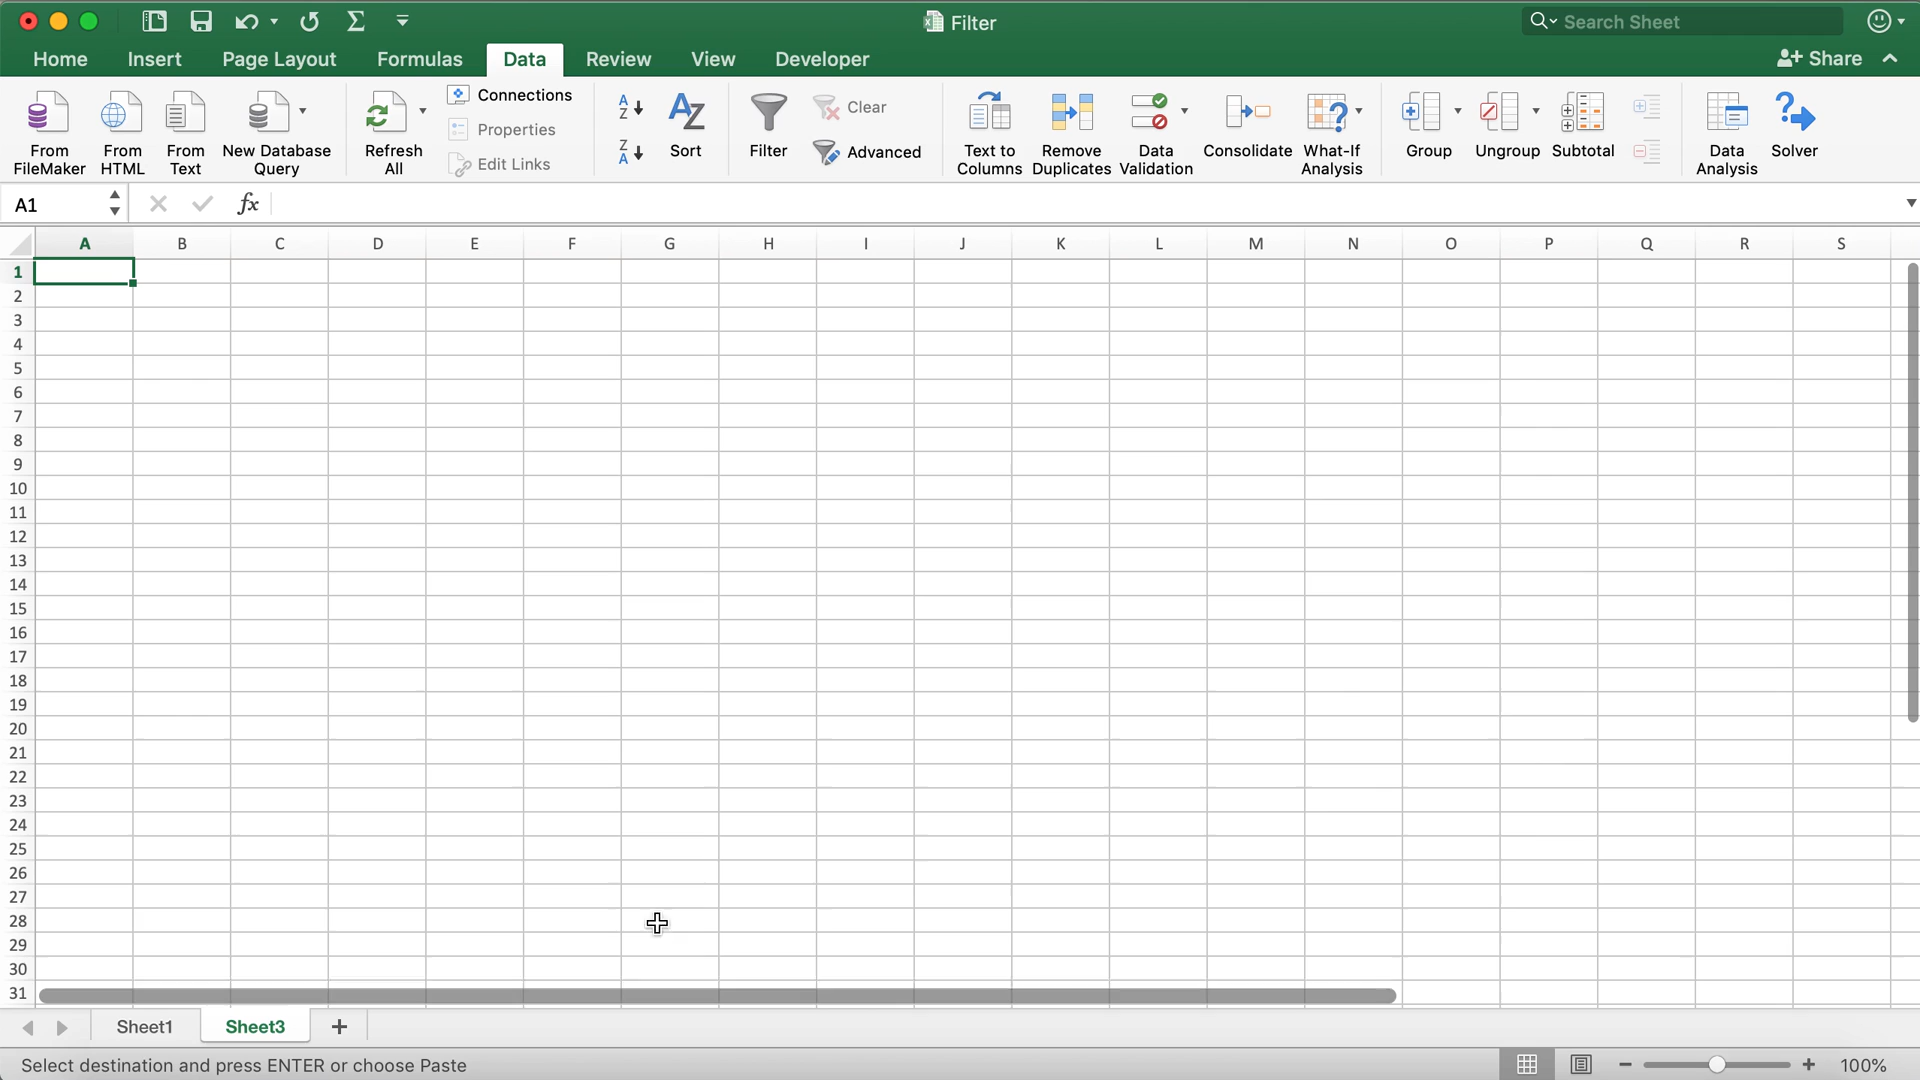 Filter
Search Sheet
Home Insert Page Layout Formulas Data Review View Developer
Share
From FileMaker
From HTML
From Text
New Database Query
Refresh All
Connections
Properties
Edit Links
A Z
Z A
AZ
Sort
Filter
Clear
Advanced
Text to Columns
Remove Duplicates
Data Validation
Consolidate
What-If Analysis
Group
Ungroup
Subtotal
Data Analysis
Solver
A1
fx
A B C D E F G H I J K L M N O P Q R S
1
2
3
4
5
6
7
8
9
10
11
12
13
14
15
16
17
18
19
20
21
22
23
24
25
26
27
28
29
30
31
Sheet1 Sheet3 +
Select destination and press ENTER or choose Paste
100%